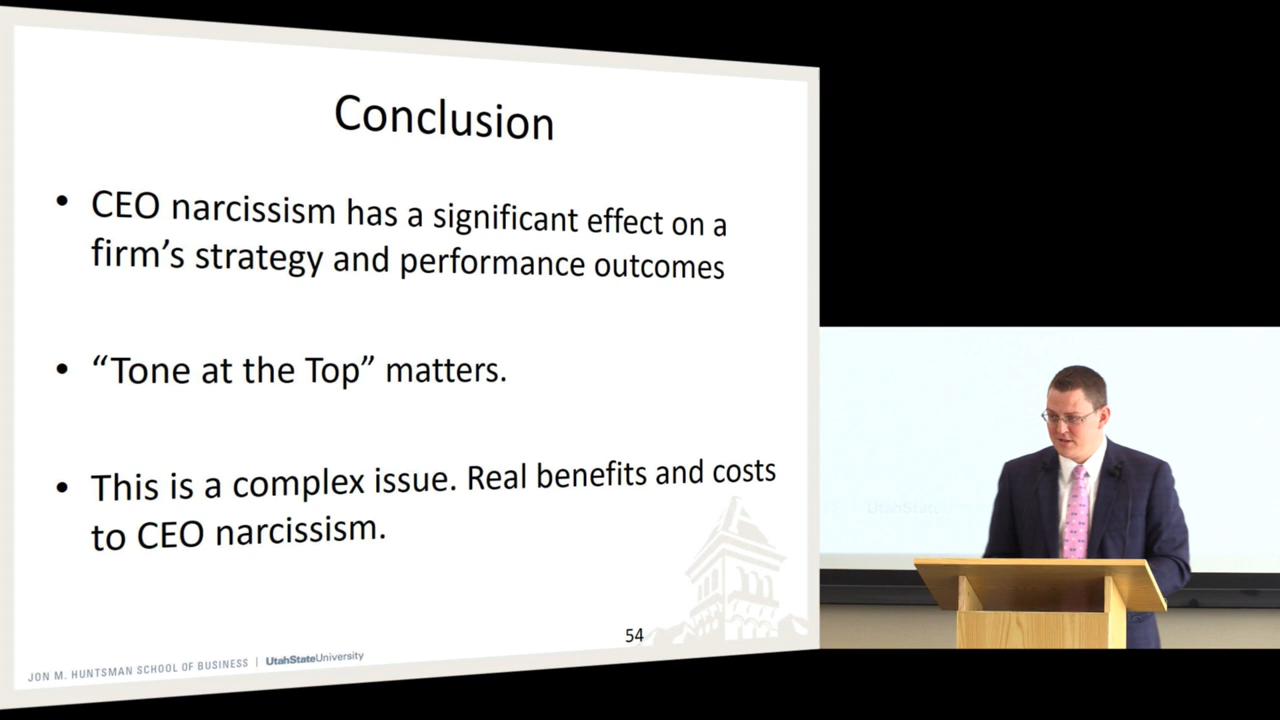 Conclusion
• CEO narcissism has a significant effect on a
firm’s strategy and performance outcomes
• “Tone at the Top” matters.
• This is a complex issue. Real benefits and costs
to CEO narcissism.
54
JON M. HUNTSMAN SCHOOL OF BUSINESS | UtahStateUniversity
UtahState